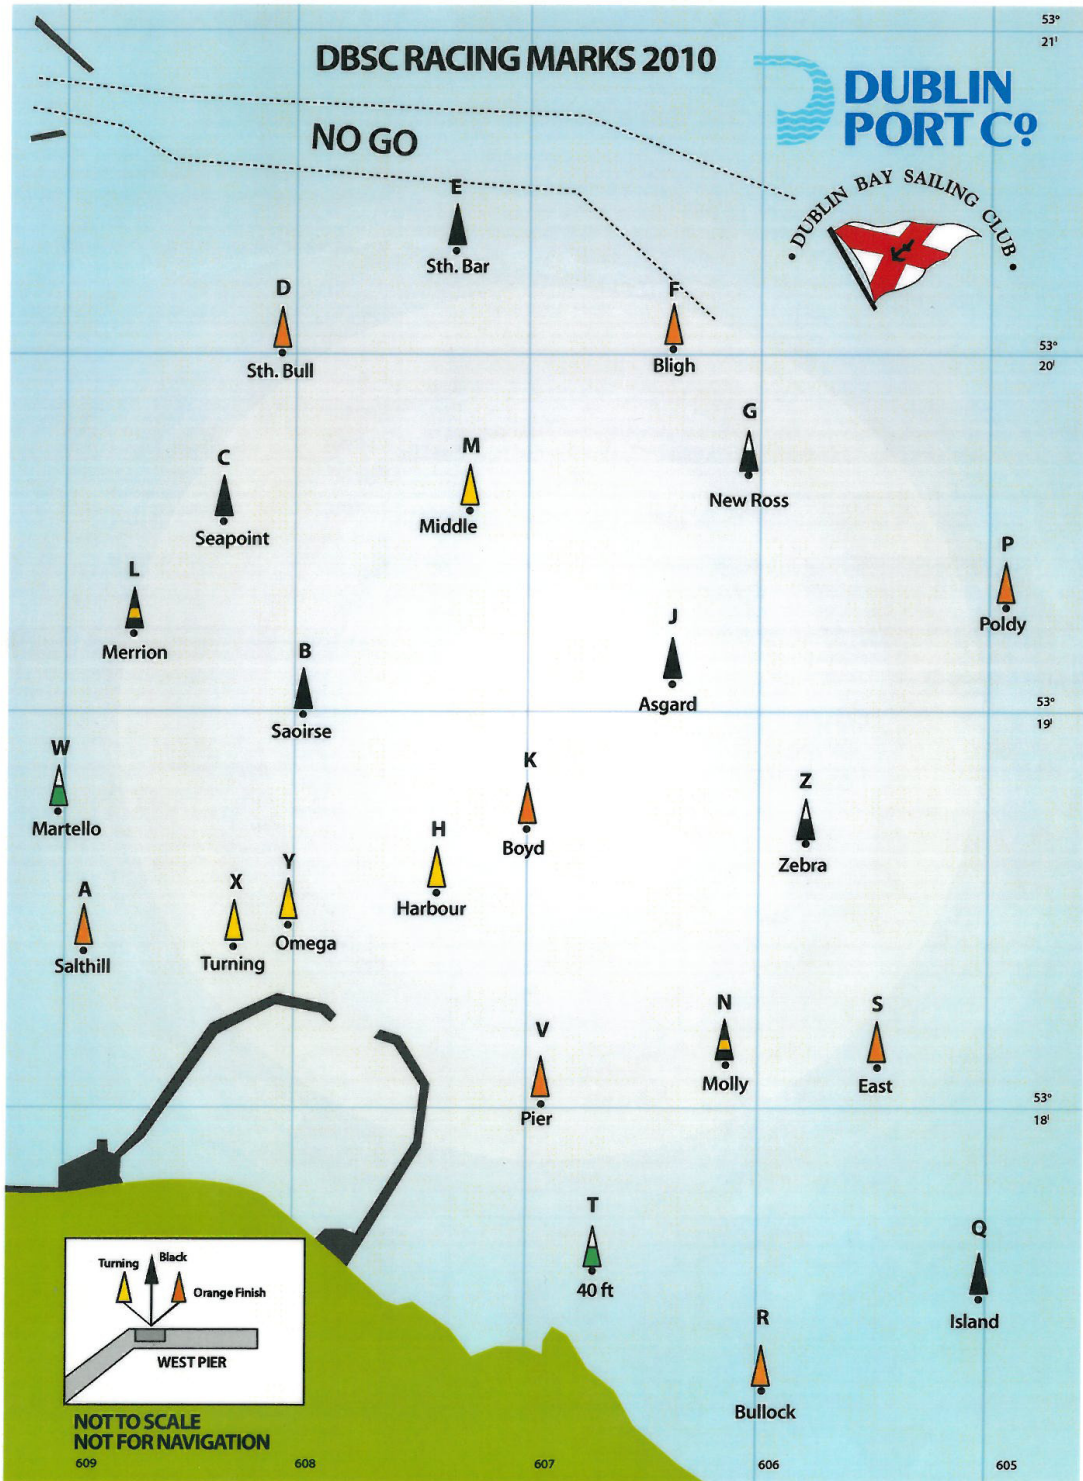 53°
21'
DBSC RACING MARKS 2010
DUBLIN
PORT Cº
NO GO
DUBLIN BAY SAILING CLUB
E
Sth. Bar
D
Sth. Bull
F
Bligh
53°
20'
G
New Ross
M
Middle
C
Seapoint
P
Poldy
L
Merrion
J
Asgard
B
Saoirse
53°
19'
W
Martello
K
Boyd
Z
Zebra
H
Harbour
Y
Omega
X
Turning
A
Salthill
N
Molly
S
East
V
Pier
53°
18'
T
40 ft
Q
Island
R
Bullock
Turning
Black
Orange Finish
WEST PIER
NOT TO SCALE
NOT FOR NAVIGATION
609
608
607
606
605